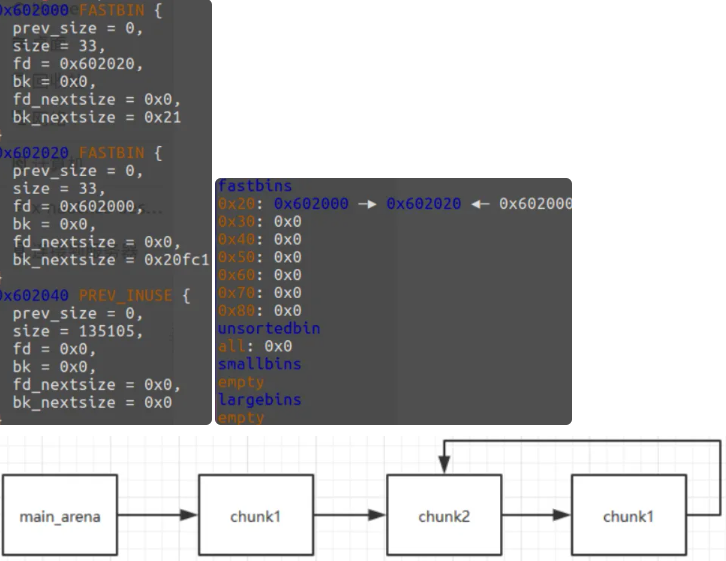 0x602000 FASTBIN {
prev_size = 0,
size = 33,
fd = 0x602020,
bk = 0x0,
fd_nextsize = 0x0,
bk_nextsize = 0x21
0x602020 FASTBIN {
prev_size = 0,
size = 33,
fd = 0x602000,
bk = 0x0,
fd_nextsize = 0x0,
bk_nextsize = 0x20fc1
0x602040 PREV_INUSE {
prev_size = 0,
size = 135105,
fd = 0x0,
bk = 0x0,
fd_nextsize = 0x0,
bk_nextsize = 0x0
fastbins
0x20: 0x602000 —▸ 0x602020 ◂— 0x602000
0x30: 0x0
0x40: 0x0
0x50: 0x0
0x60: 0x0
0x70: 0x0
0x80: 0x0
unsortedbin
all: 0x0
smallbins
empty
largebins
empty
main_arena
chunk1
chunk2
chunk1